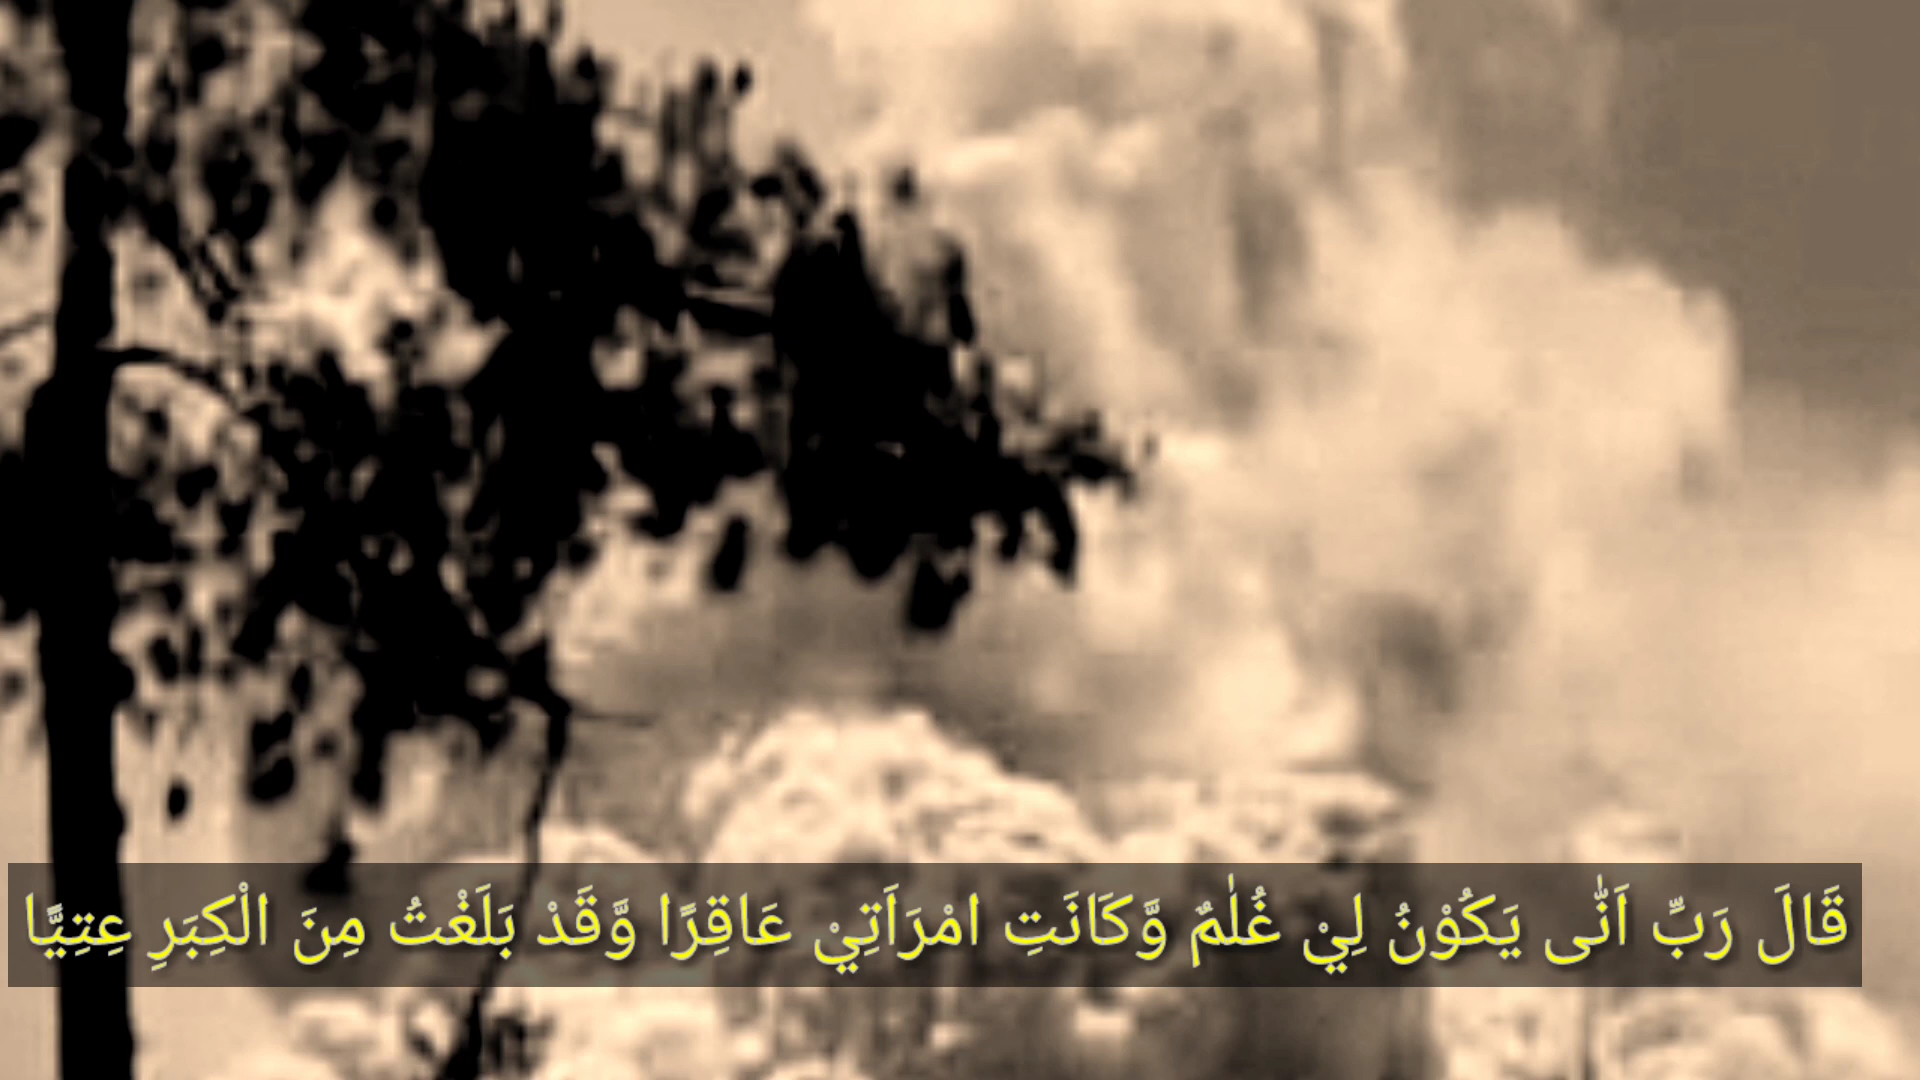 قَالَ رَبِّ اَنّٰى يَكُوْنُ لِيْ غُلٰمٌ وَّكَانَتِ امْرَاَتِيْ عَاقِرًا وَّقَدْ بَلَغْتُ مِنَ الْكِبَرِ عِتِيًّا